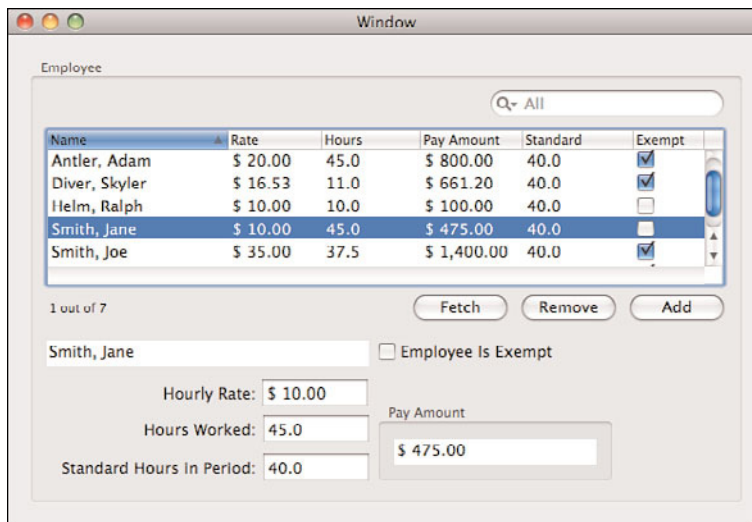 Window
Employee
All
Name Rate Hours Pay Amount Standard Exempt
Antler, Adam $ 20.00 45.0 $ 800.00 40.0
Diver, Skyler $ 16.53 11.0 $ 661.20 40.0
Helm, Ralph $ 10.00 10.0 $ 100.00 40.0
Smith, Jane $ 10.00 45.0 $ 475.00 40.0
Smith, Joe $ 35.00 37.5 $ 1,400.00 40.0
1 out of 7 Fetch Remove Add
Smith, Jane Employee Is Exempt
Hourly Rate: $ 10.00
Pay Amount
Hours Worked: 45.0
$ 475.00
Standard Hours In Period: 40.0